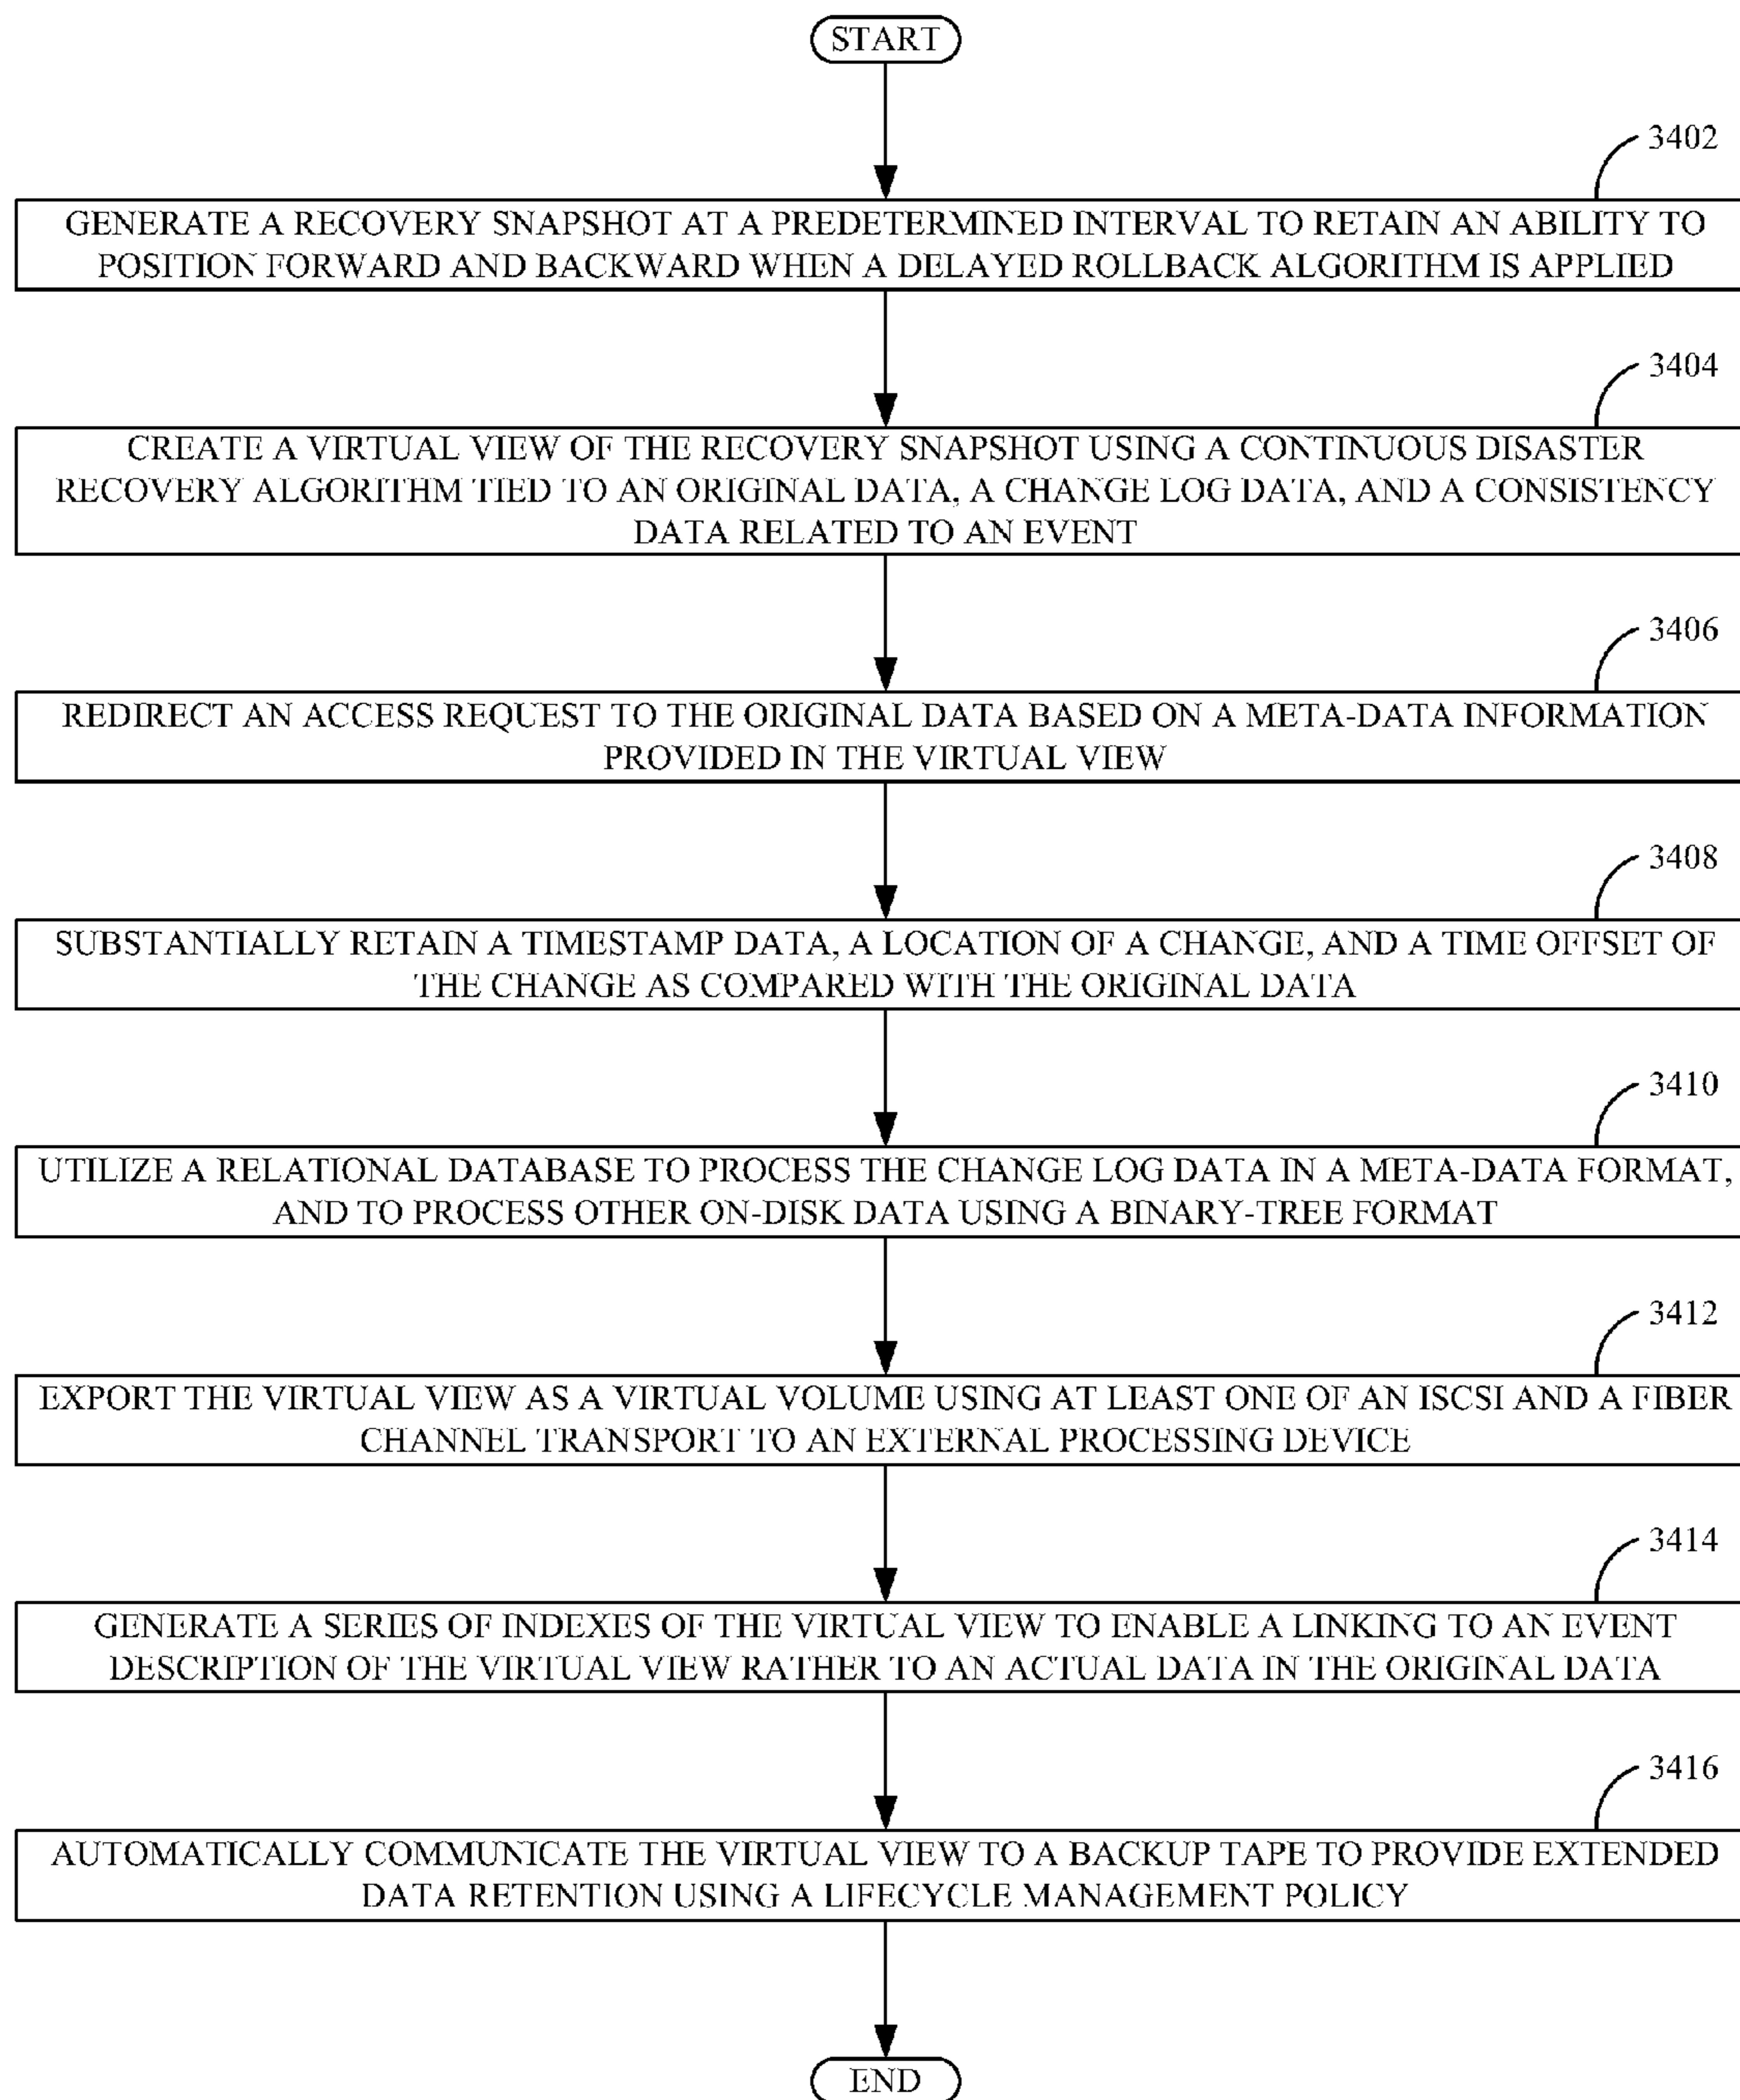 START
3402
GENERATE A RECOVERY SNAPSHOT AT A PREDETERMINED INTERVAL TO RETAIN AN ABILITY TO
POSITION FORWARD AND BACKWARD WHEN A DELAYED ROLLBACK ALGORITHM IS APPLIED
3404
CREATE A VIRTUAL VIEW OF THE RECOVERY SNAPSHOT USING A CONTINUOUS DISASTER
RECOVERY ALGORITHM TIED TO AN ORIGINAL DATA, A CHANGE LOG DATA, AND A CONSISTENCY
DATA RELATED TO AN EVENT
3406
REDIRECT AN ACCESS REQUEST TO THE ORIGINAL DATA BASED ON A META-DATA INFORMATION
PROVIDED IN THE VIRTUAL VIEW
3408
SUBSTANTIALLY RETAIN A TIMESTAMP DATA, A LOCATION OF A CHANGE, AND A TIME OFFSET OF
THE CHANGE AS COMPARED WITH THE ORIGINAL DATA
3410
UTILIZE A RELATIONAL DATABASE TO PROCESS THE CHANGE LOG DATA IN A META-DATA FORMAT,
AND TO PROCESS OTHER ON-DISK DATA USING A BINARY-TREE FORMAT
3412
EXPORT THE VIRTUAL VIEW AS A VIRTUAL VOLUME USING AT LEAST ONE OF AN ISCSI AND A FIBER
CHANNEL TRANSPORT TO AN EXTERNAL PROCESSING DEVICE
3414
GENERATE A SERIES OF INDEXES OF THE VIRTUAL VIEW TO ENABLE A LINKING TO AN EVENT
DESCRIPTION OF THE VIRTUAL VIEW RATHER TO AN ACTUAL DATA IN THE ORIGINAL DATA
3416
AUTOMATICALLY COMMUNICATE THE VIRTUAL VIEW TO A BACKUP TAPE TO PROVIDE EXTENDED
DATA RETENTION USING A LIFECYCLE MANAGEMENT POLICY
END